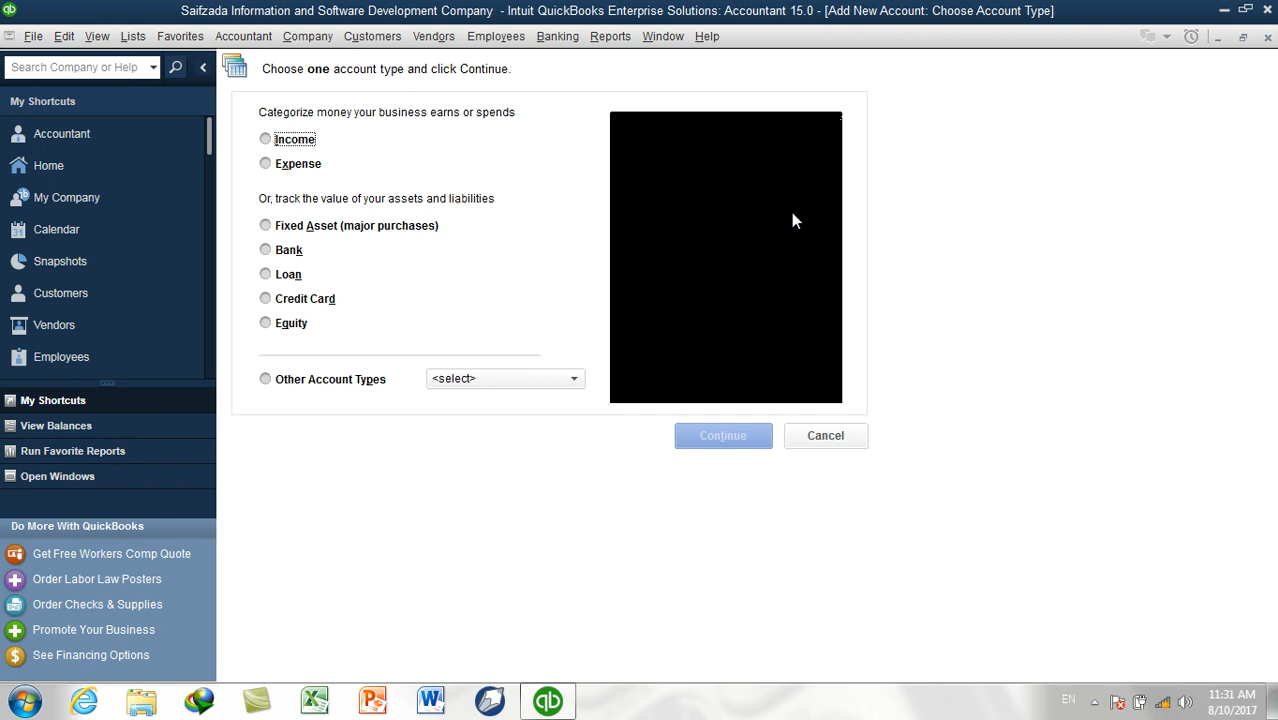 Saifzada Information and Software Development Company - Intuit QuickBooks Enterprise Solutions: Accountant 15.0 - [Add New Account: Choose Account Type]
File Edit View Lists Favorites Accountant Company Customers Vendors Employees Banking Reports Window Help
Search Company or Help
My Shortcuts
Accountant
Home
My Company
Calendar
Snapshots
Customers
Vendors
Employees
My Shortcuts
View Balances
Run Favorite Reports
Open Windows
Do More With QuickBooks
Get Free Workers Comp Quote
Order Labor Law Posters
Order Checks & Supplies
Promote Your Business
See Financing Options
Choose one account type and click Continue.
Categorize money your business earns or spends
Income
Expense
Or, track the value of your assets and liabilities
Fixed Asset (major purchases)
Bank
Loan
Credit Card
Equity
Other Account Types <select>
Continue Cancel
EN
11:31 AM
8/10/2017